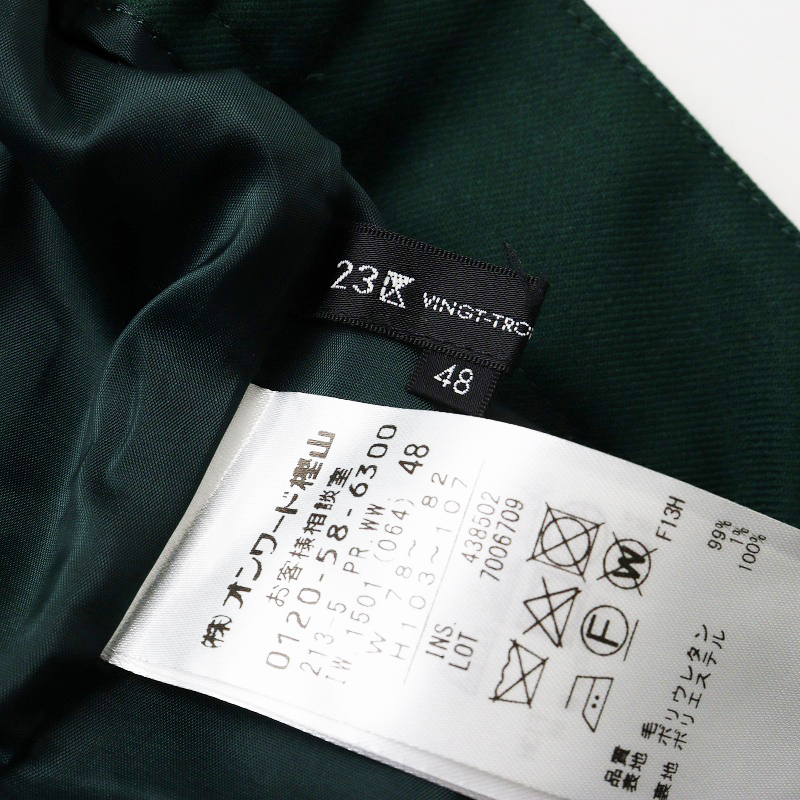 23区 VINGT-TRO
48
(株)オンワード樫山
お客様相談室
0120-58-6300
213-5 PR.WW 48
IW 1501 (064)
W 78~ 82
H 103~107
INS. 438502
LOT 7006709
W
F
F13H
品質
表地 毛 99%
ポリウレタン 1%
裏地 ポリエステル 100%